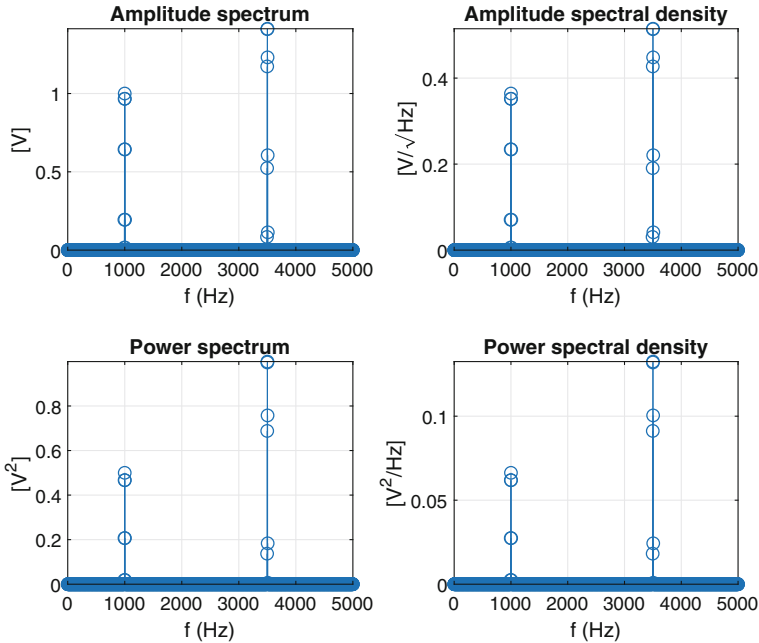 Amplitude spectrum
[V]
1
0.5
0
0 1000 2000 3000 4000 5000
f (Hz)
Amplitude spectral density
[V/√Hz]
0.4
0.2
0
0 1000 2000 3000 4000 5000
f (Hz)
Power spectrum
[V²]
0.8
0.6
0.4
0.2
0
0 1000 2000 3000 4000 5000
f (Hz)
Power spectral density
[V²/Hz]
0.1
0.05
0
0 1000 2000 3000 4000 5000
f (Hz)